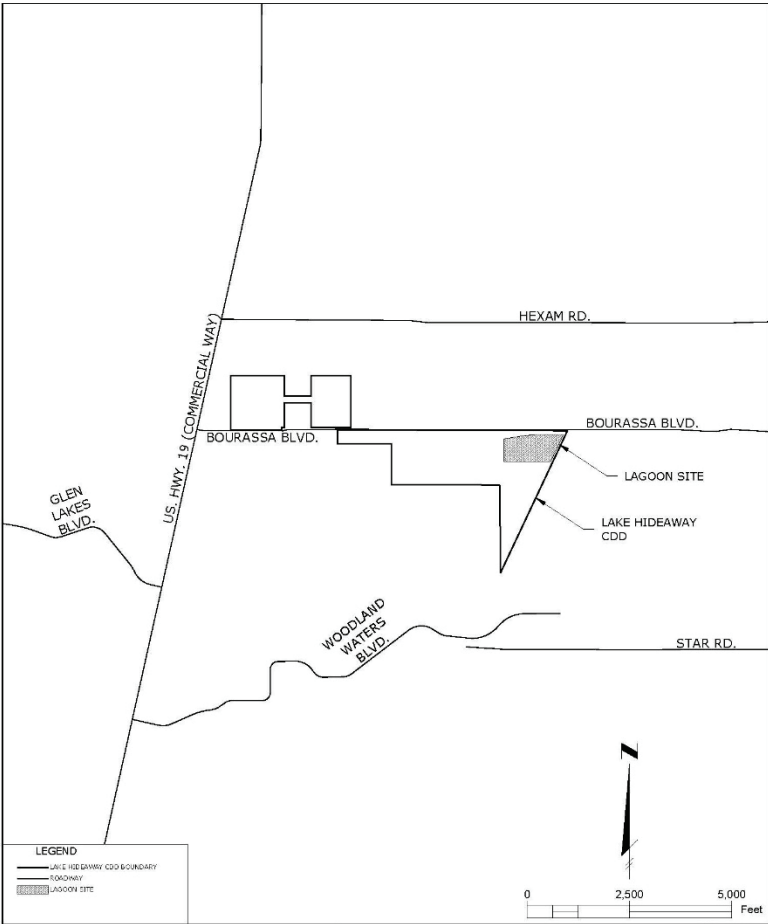 HEXAM RD.
US. HWY. 19 (COMMERCIAL WAY)
BOURASSA BLVD.
BOURASSA BLVD.
LAGOON SITE
LAKE HIDEAWAY
CDD
GLEN
LAKES
BLVD.
WOODLAND
WATERS
BLVD.
STAR RD.
N
LEGEND
LAKE HIDEAWAY CDD BOUNDARY
ROADWAY
LAGOON SITE
0 2,500 5,000
Feet